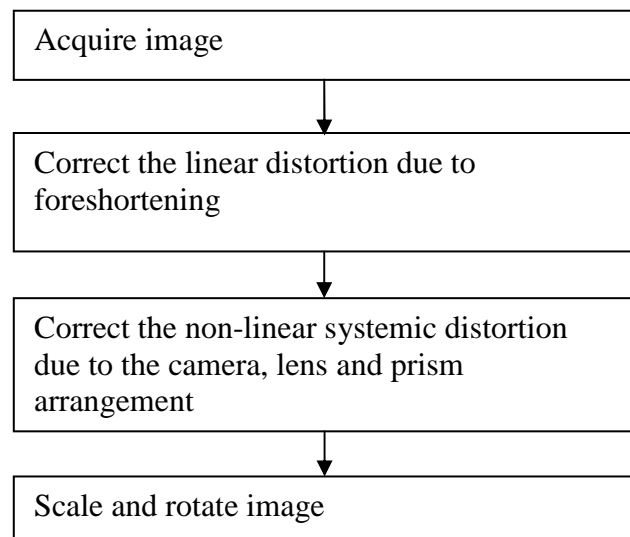 Acquire image
Correct the linear distortion due to
foreshortening
Correct the non-linear systemic distortion
due to the camera, lens and prism
arrangement
Scale and rotate image